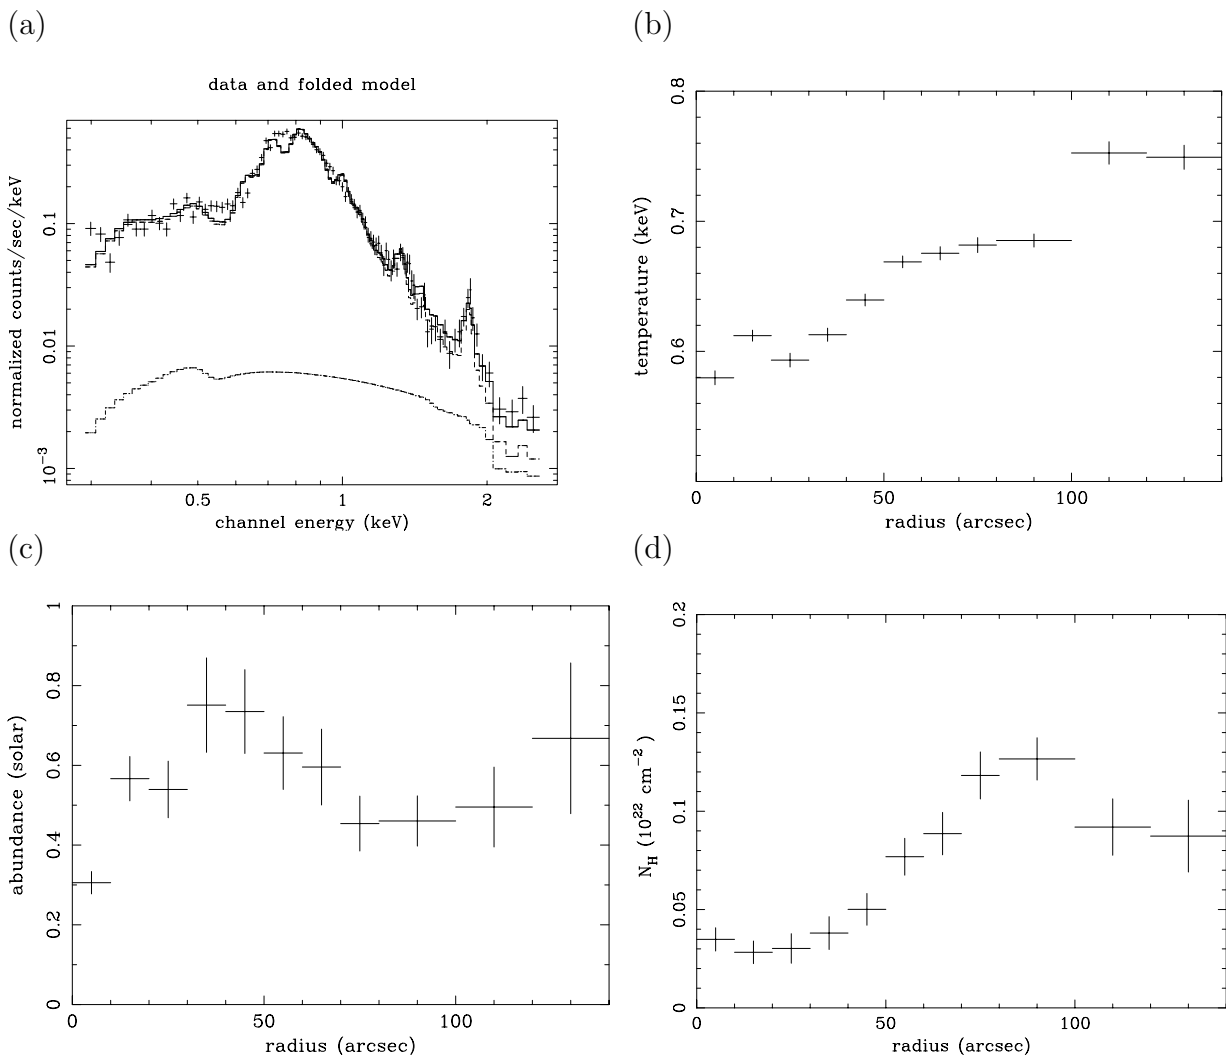 (a)
data and folded model
normalized counts/sec/keV
0.1
0.01
10⁻³
0.5
1
2
channel energy (keV)
(b)
temperature (keV)
0.8
0.7
0.6
0
50
100
radius (arcsec)
(c)
abundance (solar)
1
0.8
0.6
0.4
0.2
0
0
50
100
radius (arcsec)
(d)
N_H (10²² cm⁻²)
0.2
0.15
0.1
0.05
0
0
50
100
radius (arcsec)